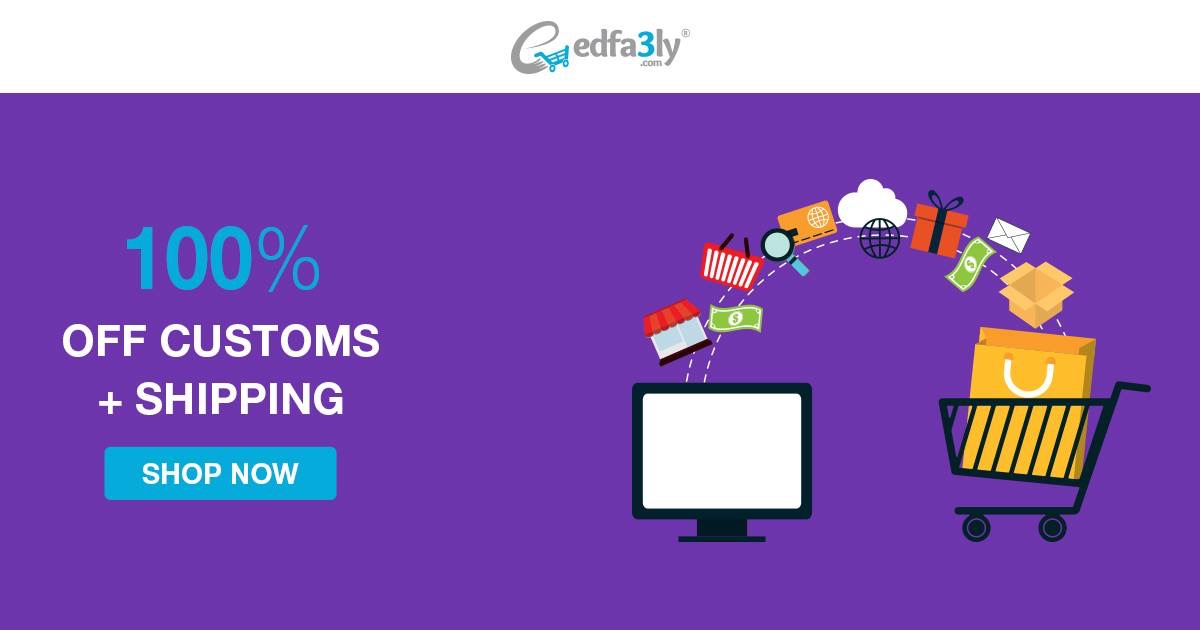 edfa3ly®
.com
100%
OFF CUSTOMS
+ SHIPPING
SHOP NOW
$
$